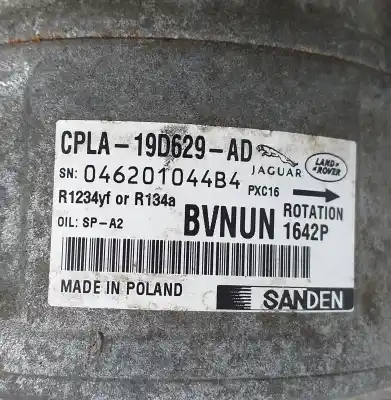 CPLA-19D629-AD
JAGUAR
LAND ROVER
SN: 046201044B4
PXC16
R1234yf or R134a
ROTATION
OIL: SP-A2
BVNUN
1642P
MADE IN POLAND
SANDEN